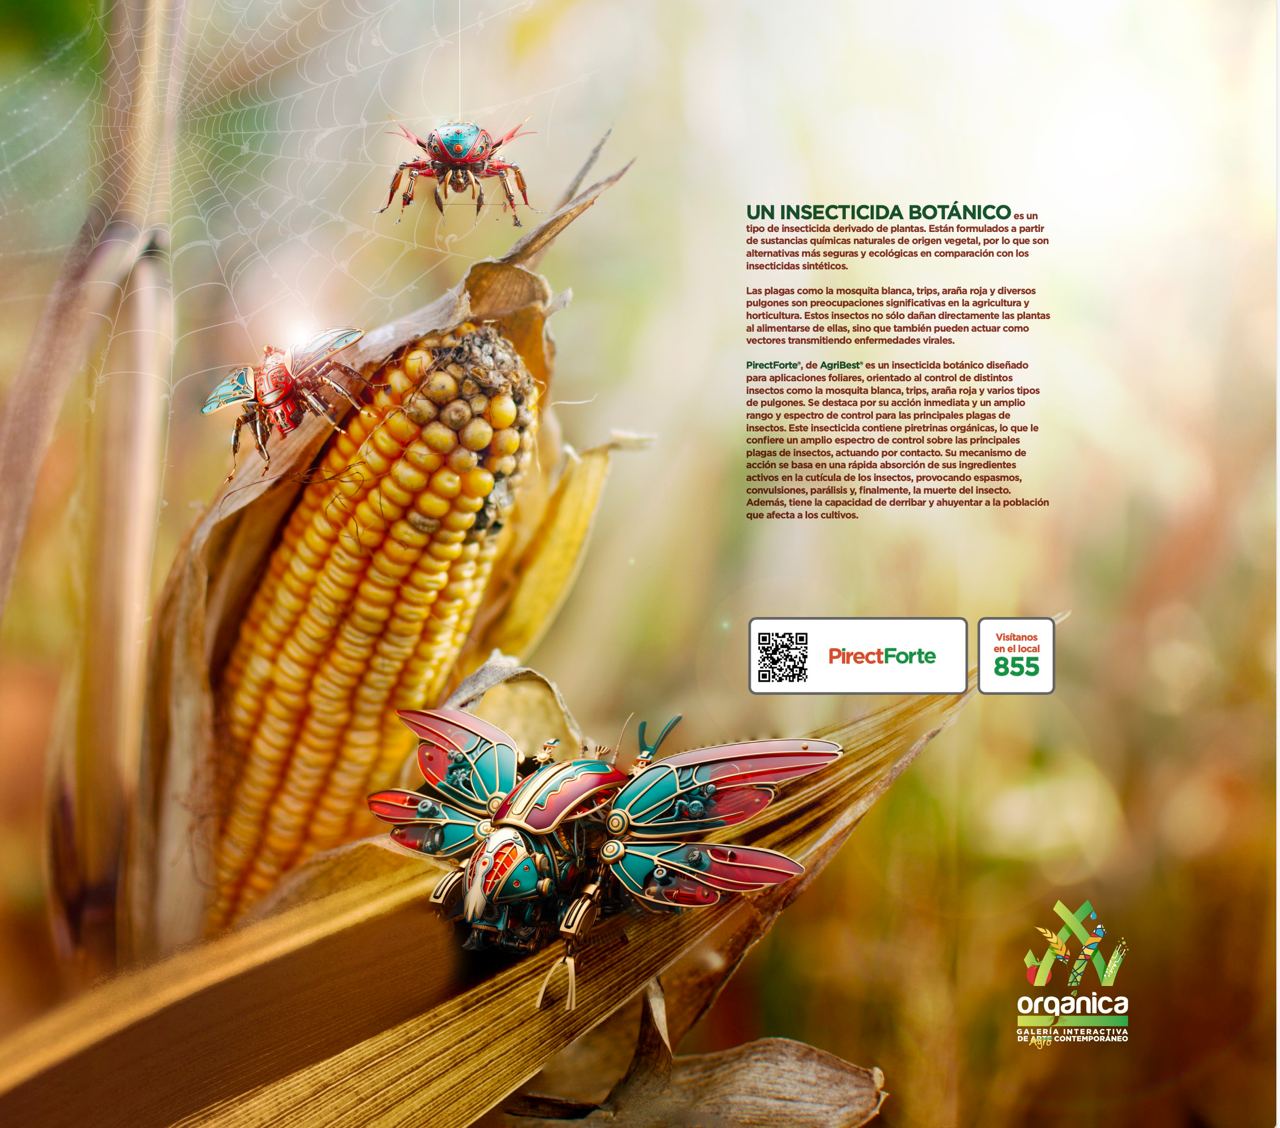 UN INSECTICIDA BOTÁNICO es un
tipo de insecticida derivado de plantas. Están formulados a partir
de sustancias químicas naturales de origen vegetal, por lo que son
alternativas más seguras y ecológicas en comparación con los
insecticidas sintéticos.
Las plagas como la mosquita blanca, trips, araña roja y diversos
pulgones son preocupaciones significativas en la agricultura y
horticultura. Estos insectos no sólo dañan directamente las plantas
al alimentarse de ellas, sino que también pueden actuar como
vectores transmitiendo enfermedades virales.
PirectForte®, de AgriBest® es un insecticida botánico diseñado
para aplicaciones foliares, orientado al control de distintos
insectos como la mosquita blanca, trips, araña roja y varios tipos
de pulgones. Se destaca por su acción inmediata y un amplio
rango y espectro de control para las principales plagas de
insectos. Este insecticida contiene piretrinas orgánicas, lo que le
confiere un amplio espectro de control sobre las principales
plagas de insectos, actuando por contacto. Su mecanismo de
acción se basa en una rápida absorción de sus ingredientes
activos en la cutícula de los insectos, provocando espasmos,
convulsiones, parálisis y, finalmente, la muerte del insecto.
Además, tiene la capacidad de derribar y ahuyentar a la población
que afecta a los cultivos.
PirectForte
Visítanos
en el local
855
orgánica
GALERÍA INTERACTIVA
DE ARTE CONTEMPORÁNEO
Agro